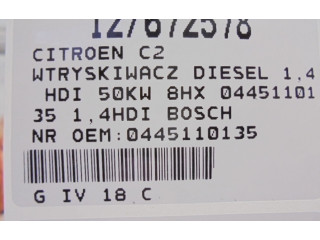 127672578
CITROEN C2
WTRYSKIWACZ DIESEL 1,4
HDI 50KW 8HX 04451101
35 1,4HDI BOSCH
NR OEM:0445110135
G IV 18 C